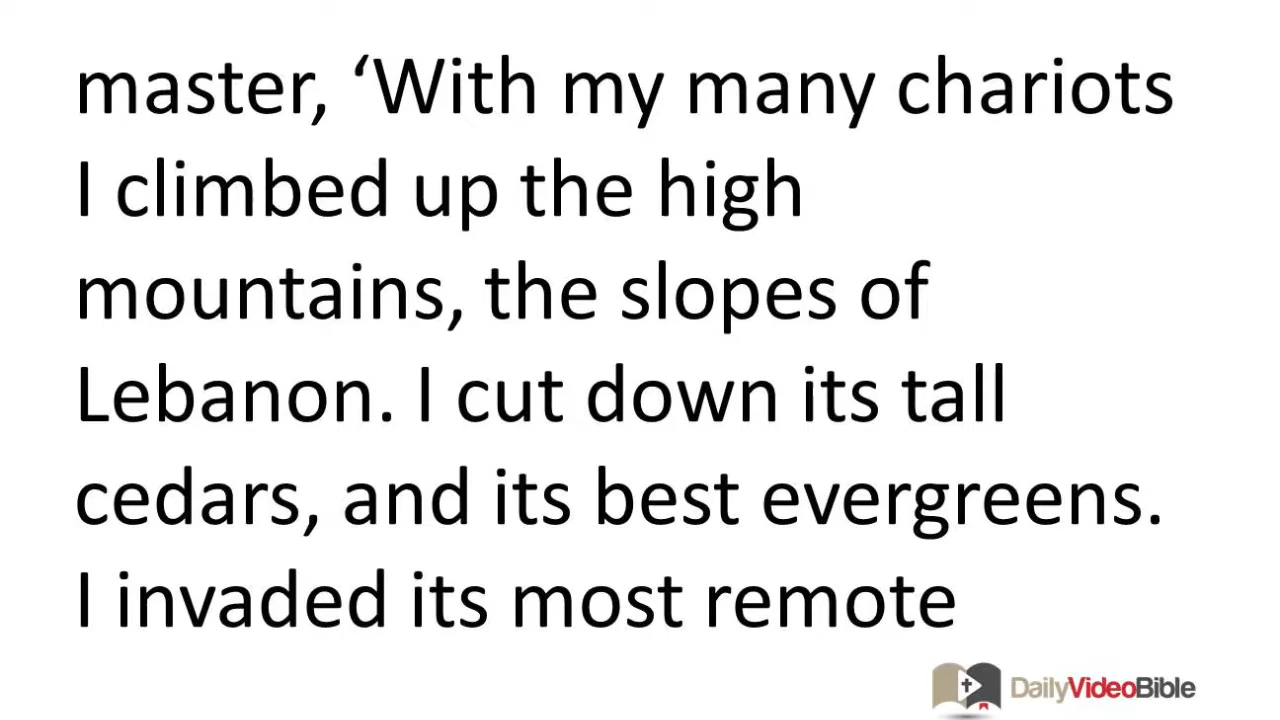 master, ‘With my many chariots
I climbed up the high
mountains, the slopes of
Lebanon. I cut down its tall
cedars, and its best evergreens.
I invaded its most remote
DailyVideoBible